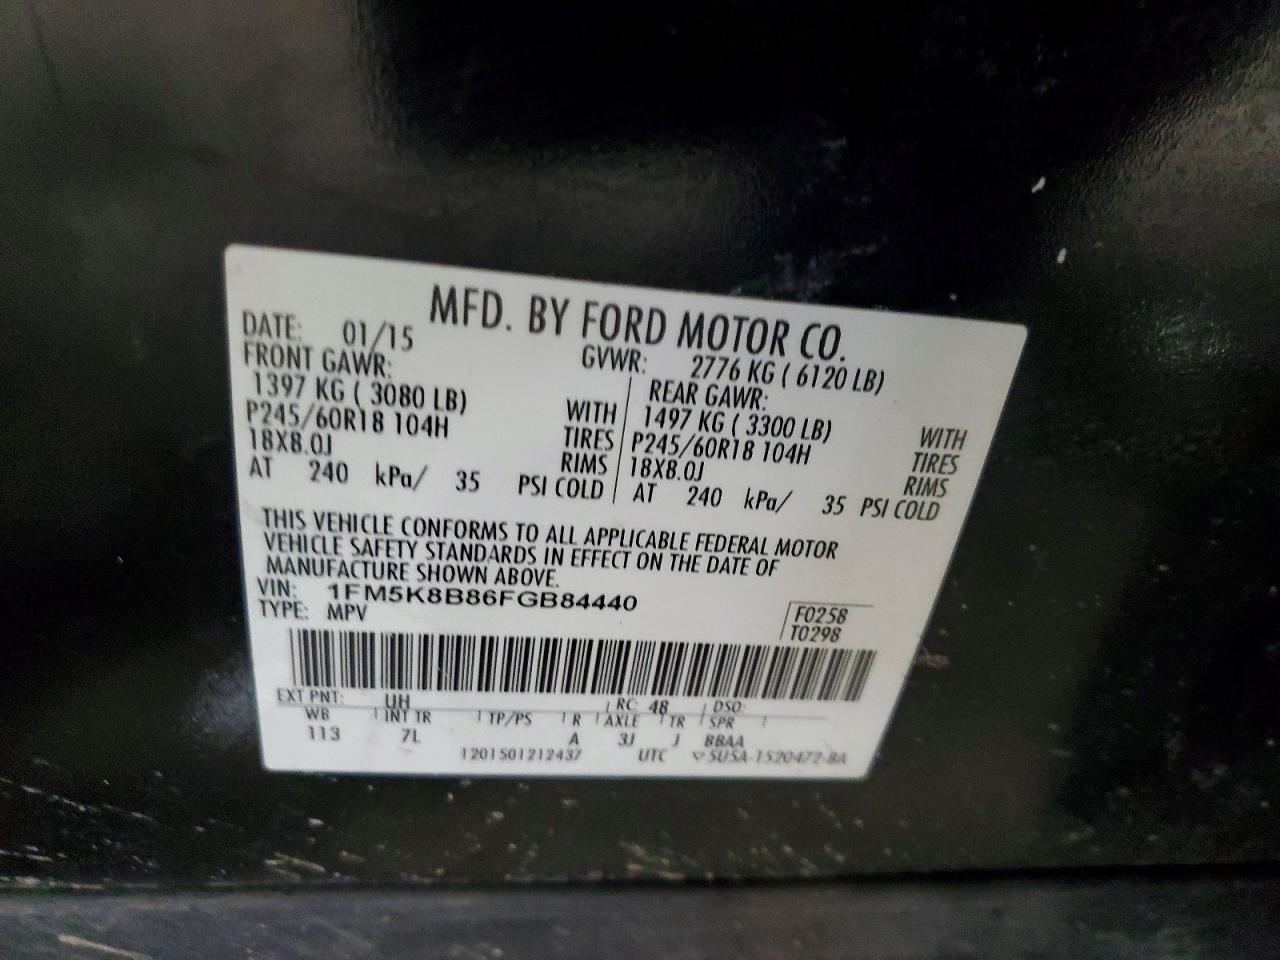 MFD. BY FORD MOTOR CO.
DATE: 01/15 GVWR: 2776 KG ( 6120 LB)
FRONT GAWR: REAR GAWR:
1397 KG ( 3080 LB) WITH 1497 KG ( 3300 LB) WITH
P245/60R18 104H TIRES P245/60R18 104H TIRES
18X8.0J RIMS 18X8.0J RIMS
AT 240 kPa/ 35 PSI COLD AT 240 kPa/ 35 PSI COLD
THIS VEHICLE CONFORMS TO ALL APPLICABLE FEDERAL MOTOR
VEHICLE SAFETY STANDARDS IN EFFECT ON THE DATE OF
MANUFACTURE SHOWN ABOVE.
VIN: 1FM5K8B86FGB84440
TYPE: MPV F0258
T0298
EXT PNT: UH RC: 48 DSO:
WB INT TR TP/PS R AXLE TR SPR
113 7L A 3J J BBAA
1201501212437 UTC ▽5U5A-1520472-BA